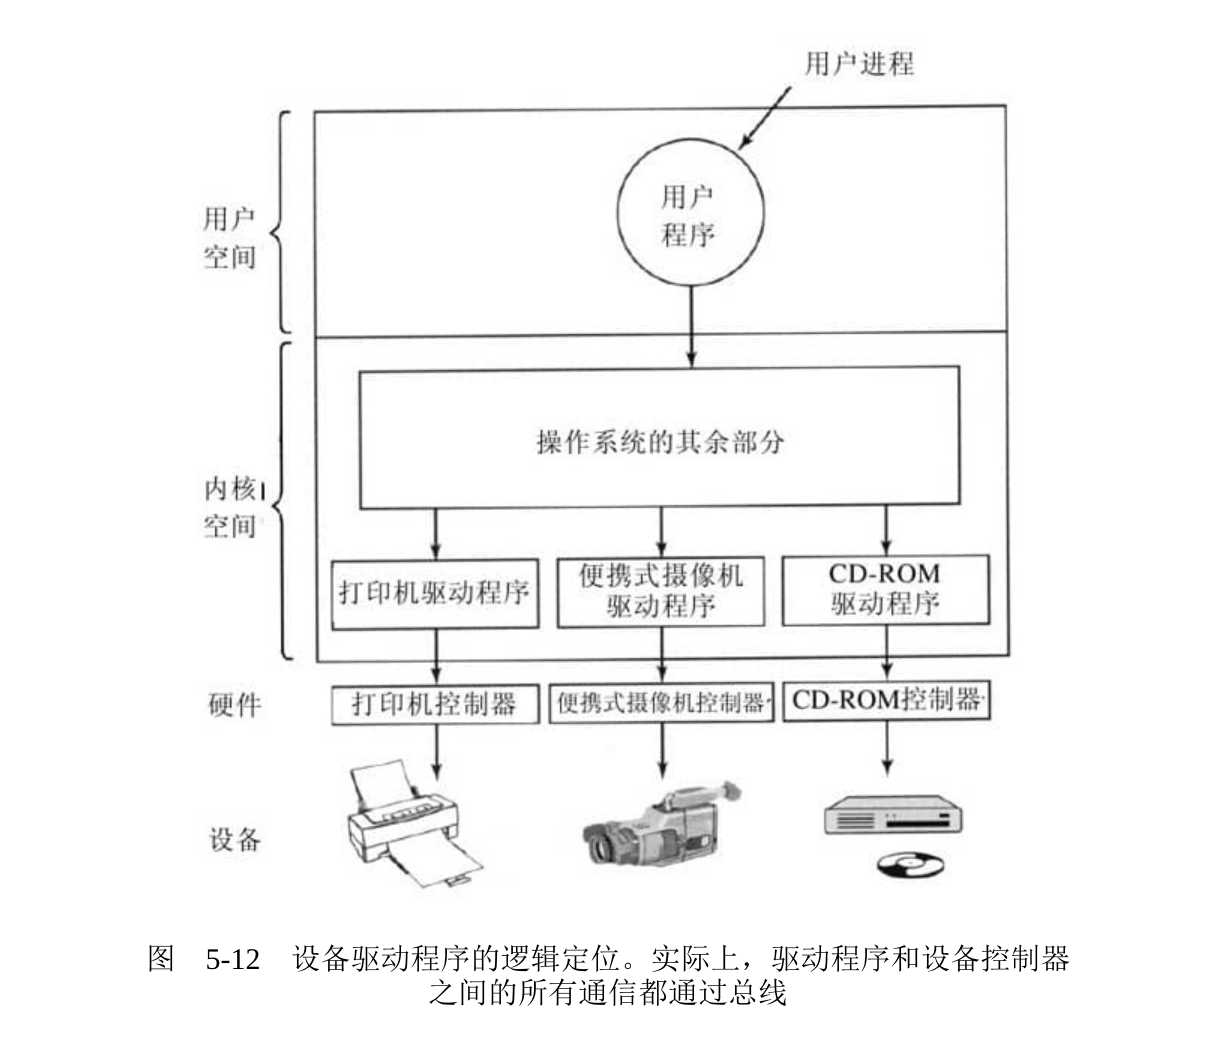 用户进程
用户
程序
用户
空间
操作系统的其余部分
内核
空间
打印机驱动程序
便携式摄像机
驱动程序
CD-ROM
驱动程序
硬件
打印机控制器
便携式摄像机控制器
CD-ROM控制器
设备
图 5-12 设备驱动程序的逻辑定位。实际上，驱动程序和设备控制器
之间的所有通信都通过总线